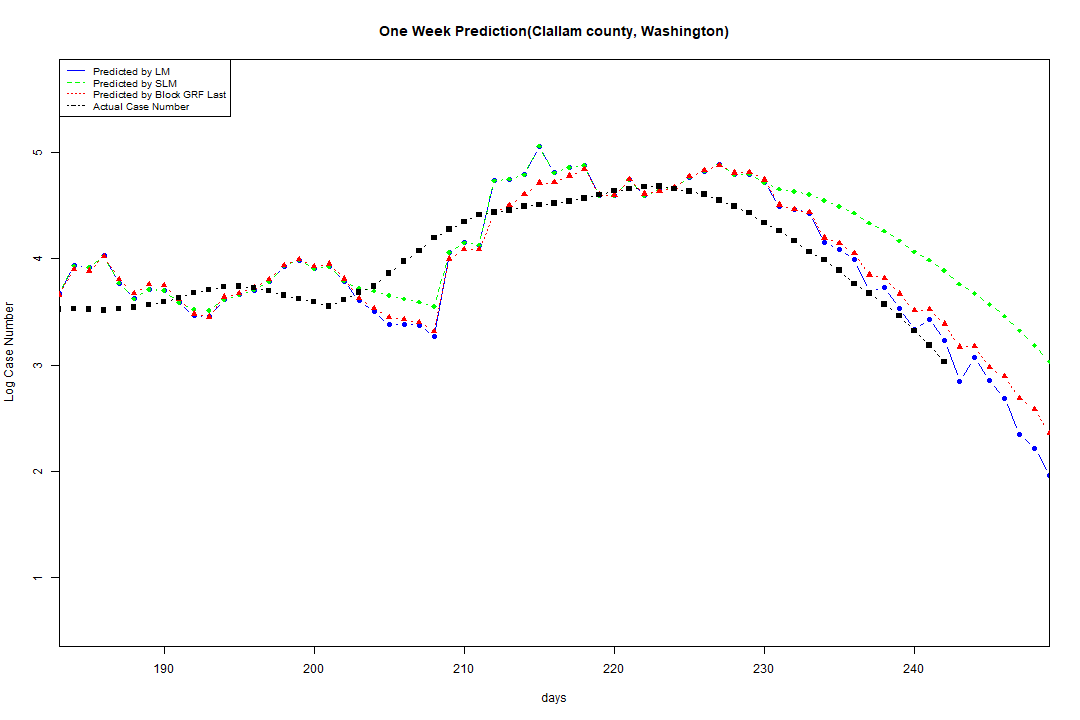 One Week Prediction(Clallam county, Washington)
Predicted by LM
Predicted by SLM
Predicted by Block GRF Last
Actual Case Number
5
4
3
2
1
Log Case Number
190 200 210 220 230 240
days